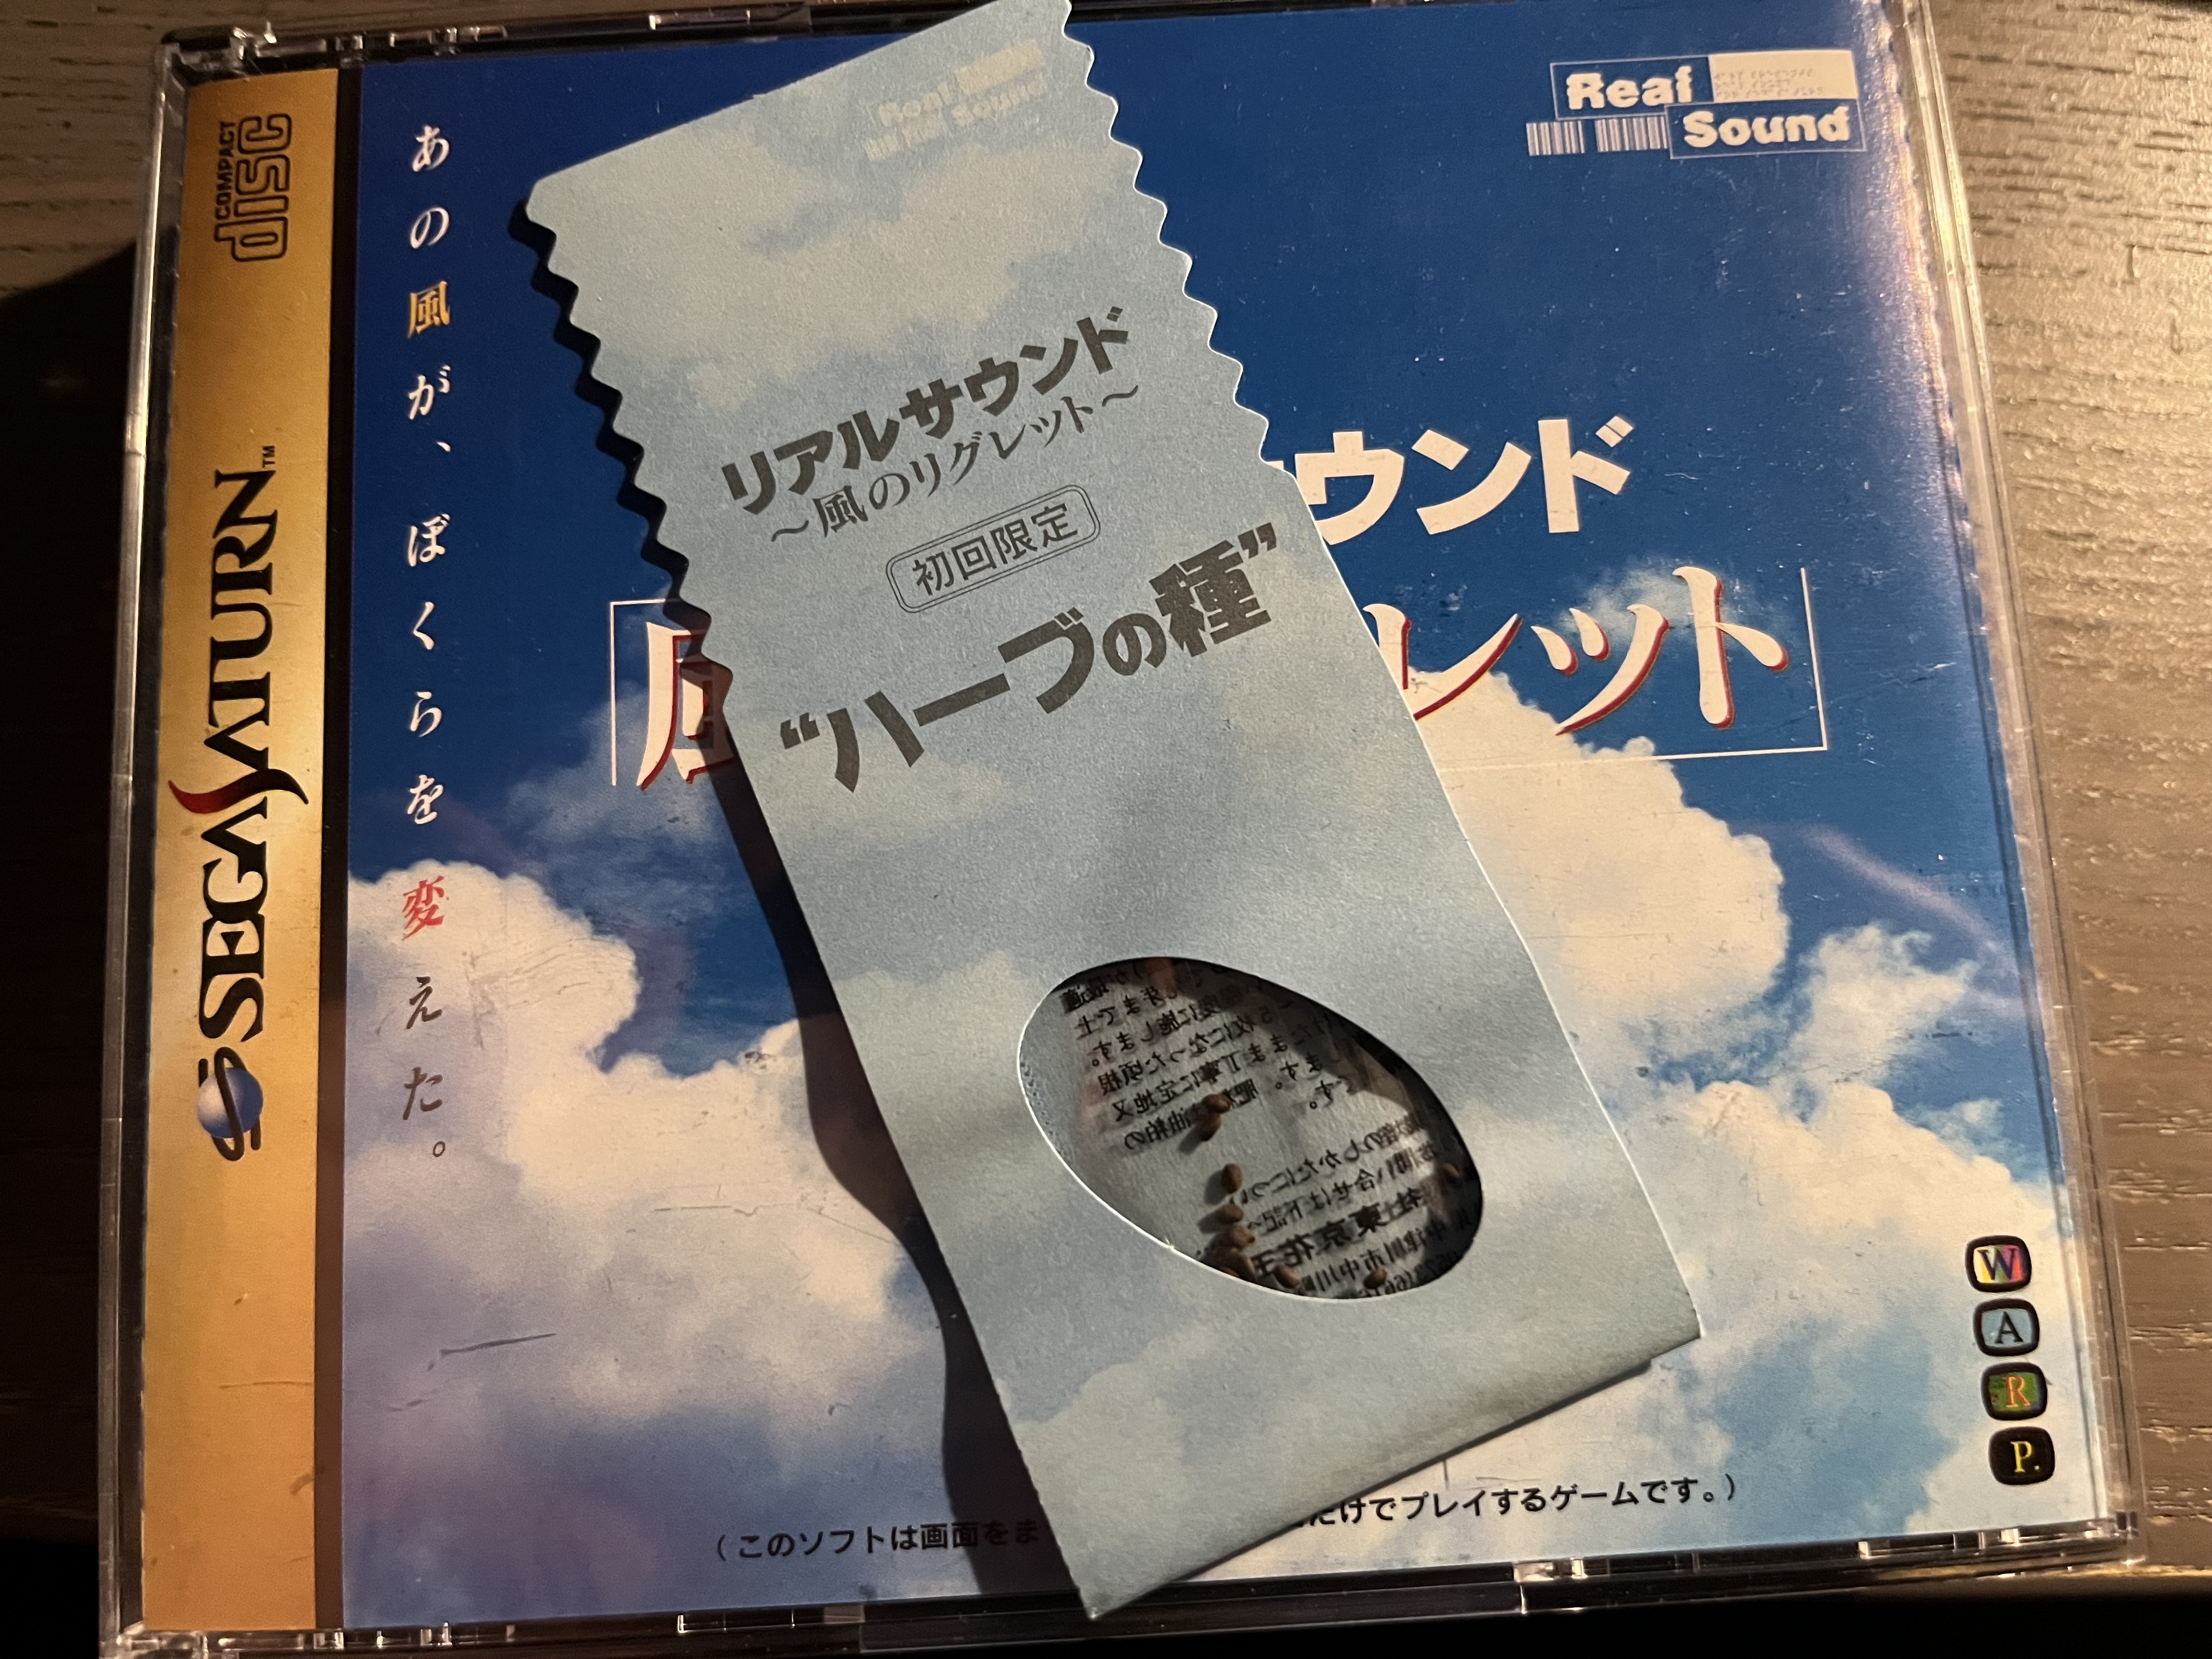 COMPACT
disc
SEGA SATURN™
あの風が、ぼくらを変えた。
Real
Sound
ウンド
レット」
Real
Sound
リアルサウンド
～風のリグレット～
初回限定
“ハーブの種”
W
A
R
P.
（このソフトは画面をま
だけでプレイするゲームです。）